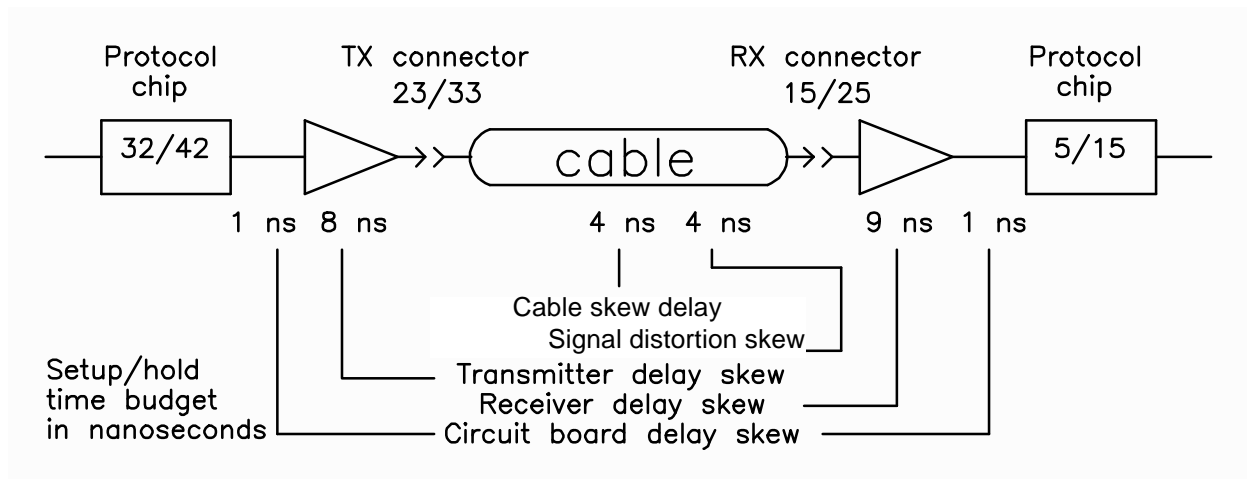 Protocol chip
TX connector
23/33
RX connector
15/25
Protocol chip
32/42
cable
5/15
1 ns 8 ns 4 ns 4 ns 9 ns 1 ns
Cable skew delay
Signal distortion skew
Transmitter delay skew
Receiver delay skew
Circuit board delay skew
Setup/hold
time budget
in nanoseconds